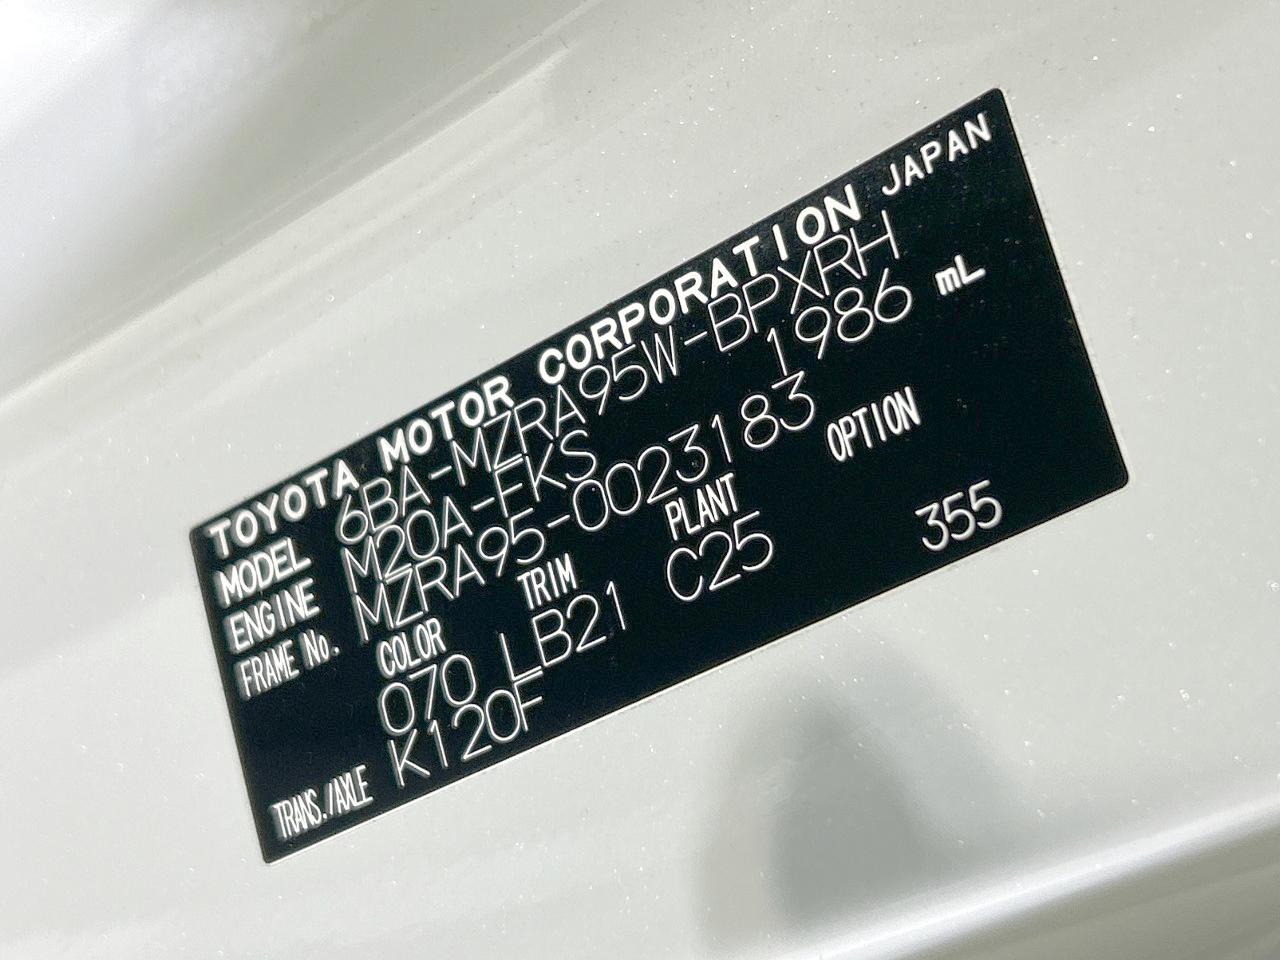 TOYOTA MOTOR CORPORATION JAPAN
MODEL 6BA-MZRA95W-BPXRH
ENGINE M20A-FKS 1986 mL
FRAME No. MZRA95-0023183
COLOR TRIM PLANT OPTION
070 LB21 C25 355
TRANS./AXLE K120F